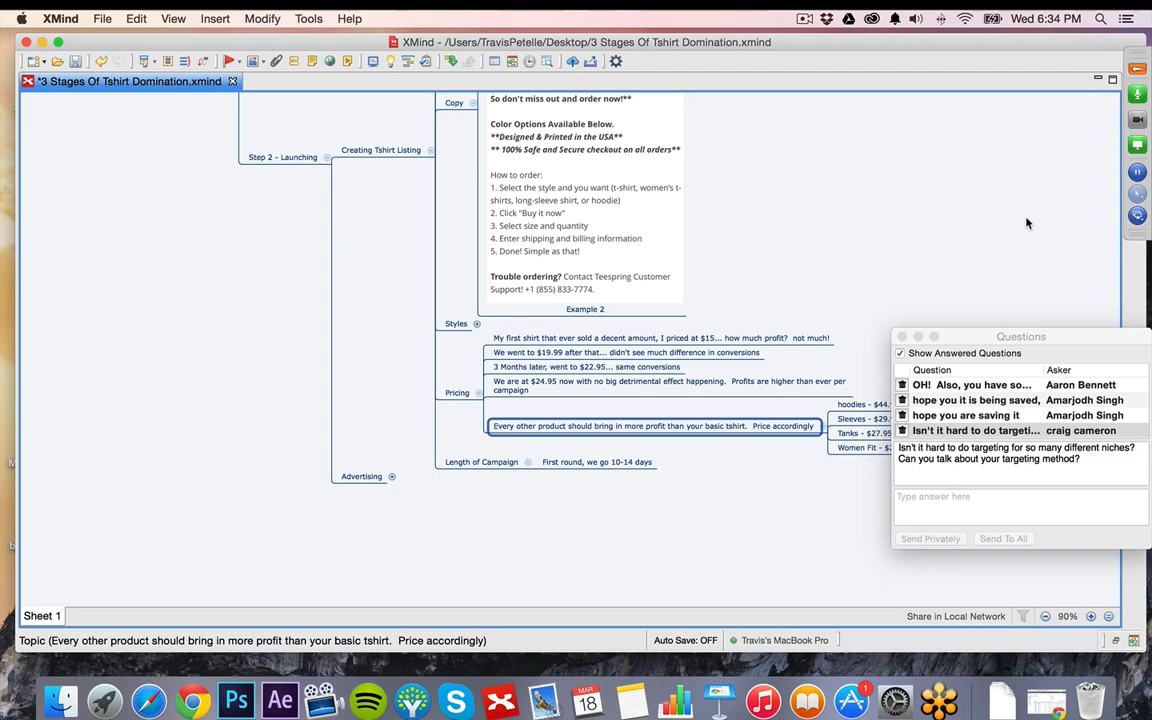 XMind File Edit View Insert Modify Tools Help Wed 6:34 PM
XMind - /Users/TravisPetelle/Desktop/3 Stages Of Tshirt Domination.xmind
*3 Stages Of Tshirt Domination.xmind
Copy
So don't miss out and order now!**
Color Options Available Below.
**Designed & Printed in the USA**
** 100% Safe and Secure checkout on all orders**
Step 2 - Launching
Creating Tshirt Listing
How to order:
1. Select the style and you want (t-shirt, women's t-
shirts, long-sleeve shirt, or hoodie)
2. Click "Buy it now"
3. Select size and quantity
4. Enter shipping and billing information
5. Done! Simple as that!
Trouble ordering? Contact Teespring Customer
Support! +1 (855) 833-7774.
Example 2
Styles
My first shirt that ever sold a decent amount, I priced at $15... how much profit? not much!
We went to $19.99 after that... didn't see much difference in conversions
3 Months later, went to $22.95... same conversions
We are at $24.95 now with no big detrimental effect happening. Profits are higher than ever per
campaign
Pricing
Every other product should bring in more profit than your basic tshirt. Price accordingly
hoodies - $44.
Sleeves - $29.
Tanks - $27.95
Women Fit - $2
Length of Campaign
First round, we go 10-14 days
Advertising
Questions
Show Answered Questions
Question Asker
OH! Also, you have so... Aaron Bennett
hope you it is being saved, Amarjodh Singh
hope you are saving it Amarjodh Singh
Isn't it hard to do targeti... craig cameron
Isn't it hard to do targeting for so many different niches?
Can you talk about your targeting method?
Type answer here
Send Privately Send To All
Sheet 1
Share in Local Network 90%
Topic (Every other product should bring in more profit than your basic tshirt. Price accordingly)
Auto Save: OFF
Travis's MacBook Pro
Ps
Ae
MAR
18
1